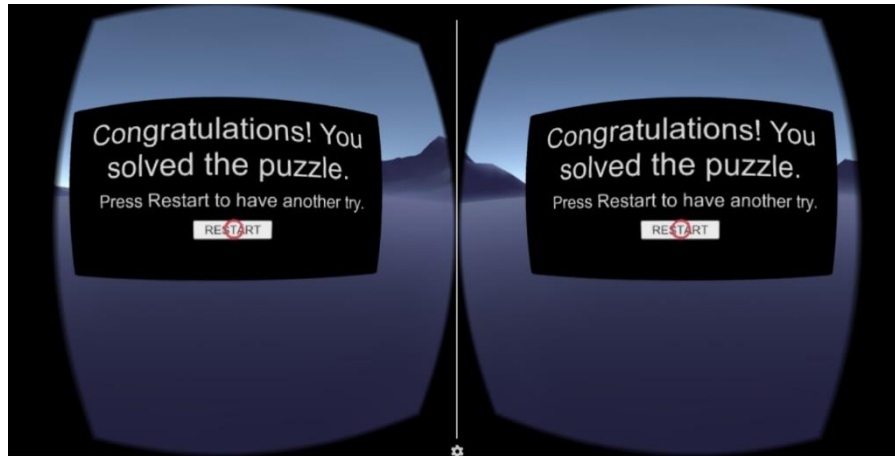 Congratulations! You
solved the puzzle.
Press Restart to have another try.
RESTART
Congratulations! You
solved the puzzle.
Press Restart to have another try.
RESTART